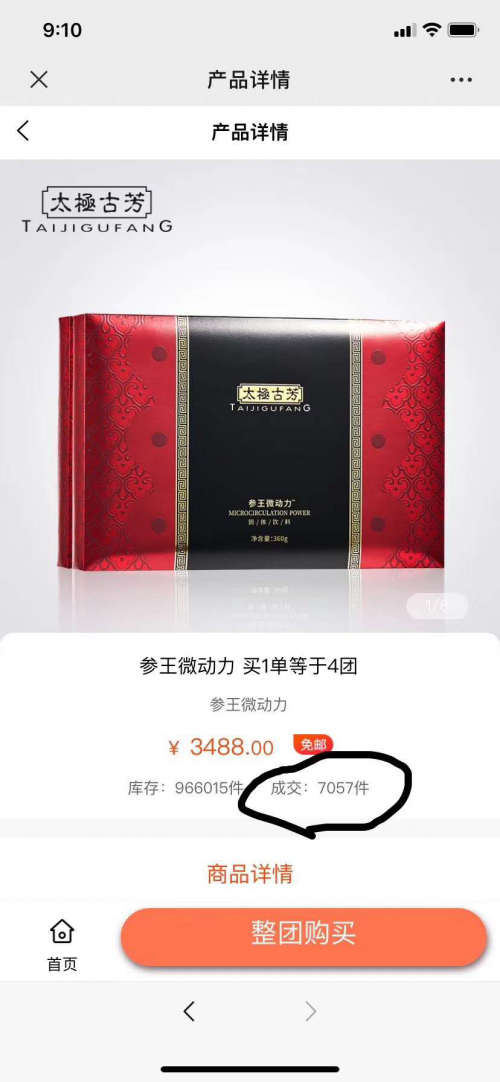 9:10
产品详情
产品详情
太極古芳
TAIJIGUFANG
太極古芳
TAIJIGUFANG
参王微动力™
MICROCIRCULATION POWER
固/体/饮/料
净含量:360g
1/6
参王微动力 买1单等于4团
参王微动力
¥ 3488.00 免邮
库存：966015件 成交：7057件
商品详情
首页
整团购买